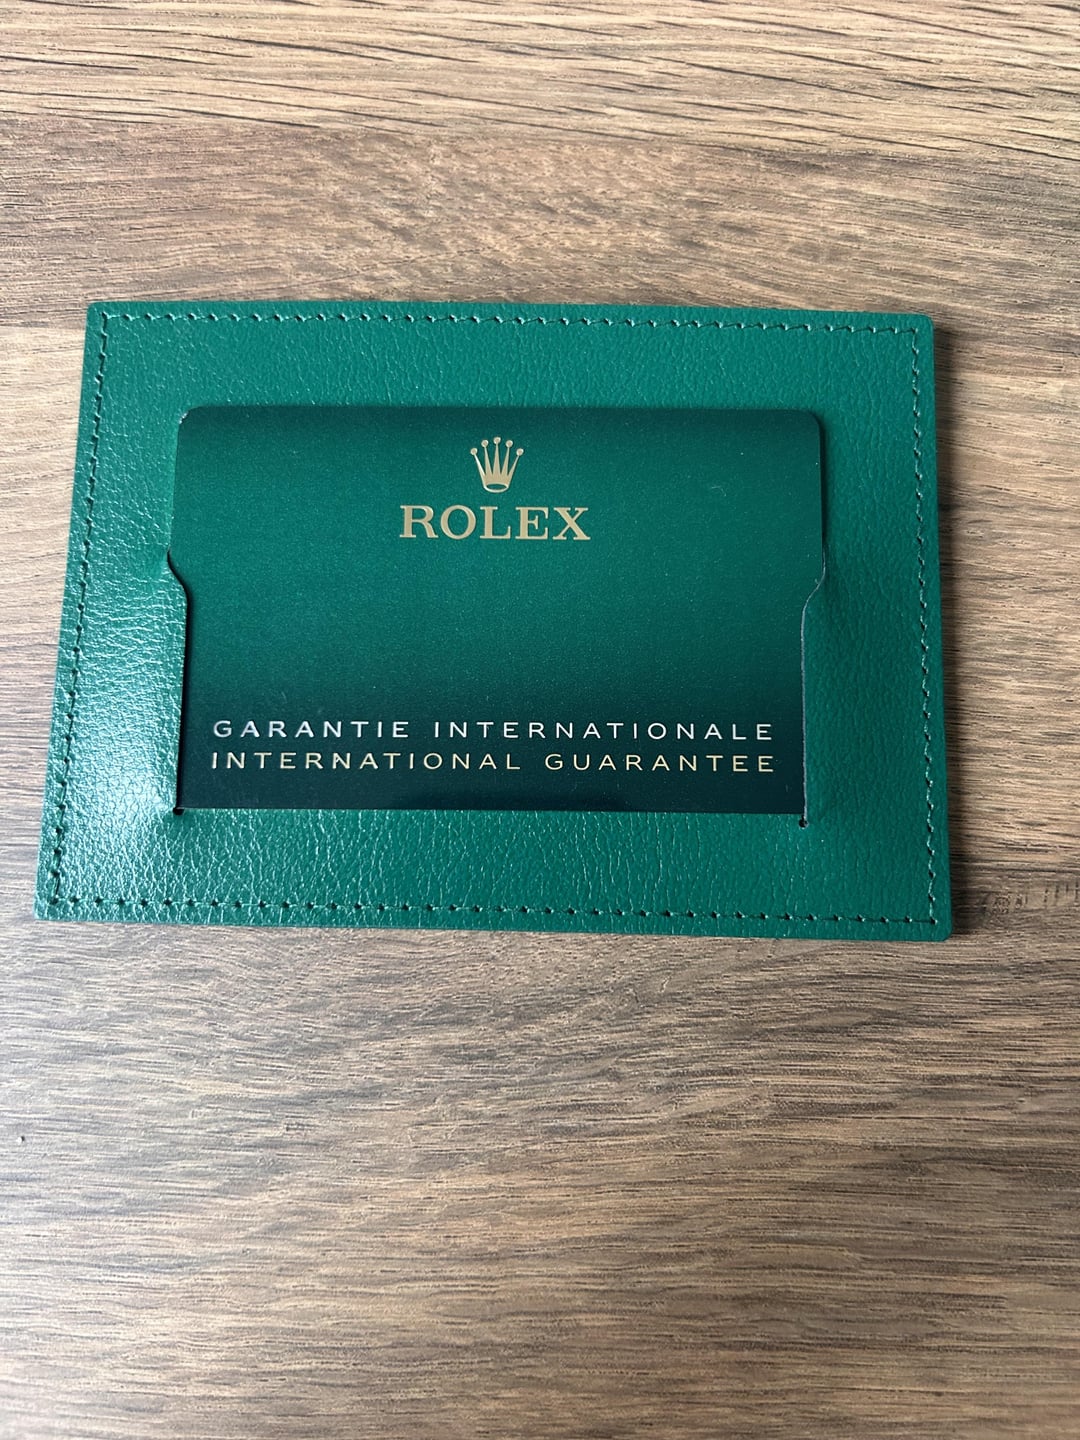 ROLEX
GARANTIE INTERNATIONALE
INTERNATIONAL GUARANTEE